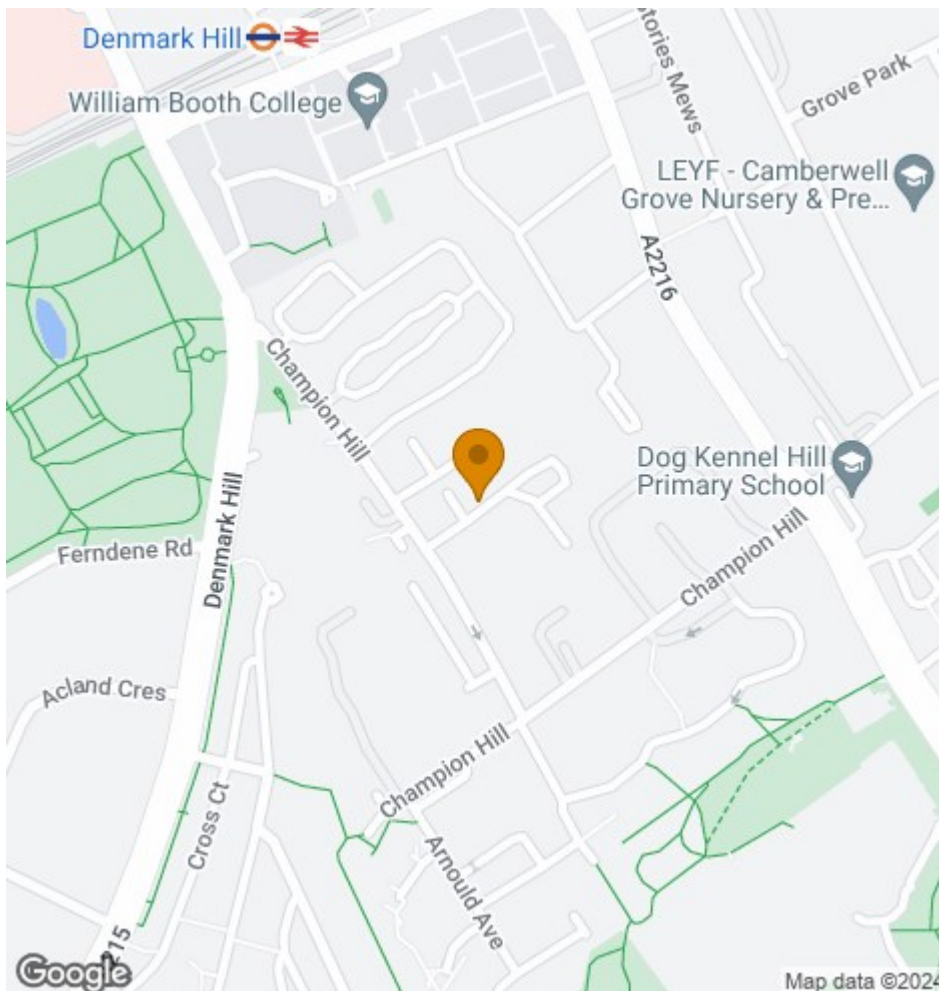 Denmark Hill
William Booth College
Stories Mews
Grove Park
LEYF - Camberwell
Grove Nursery & Pre...
A2216
Champion Hill
Dog Kennel Hill
Primary School
Denmark Hill
Ferndene Rd
Champion Hill
Acland Cres
Champion Hill
Cross Ct
Arnould Ave
215
Google
Map data ©2024